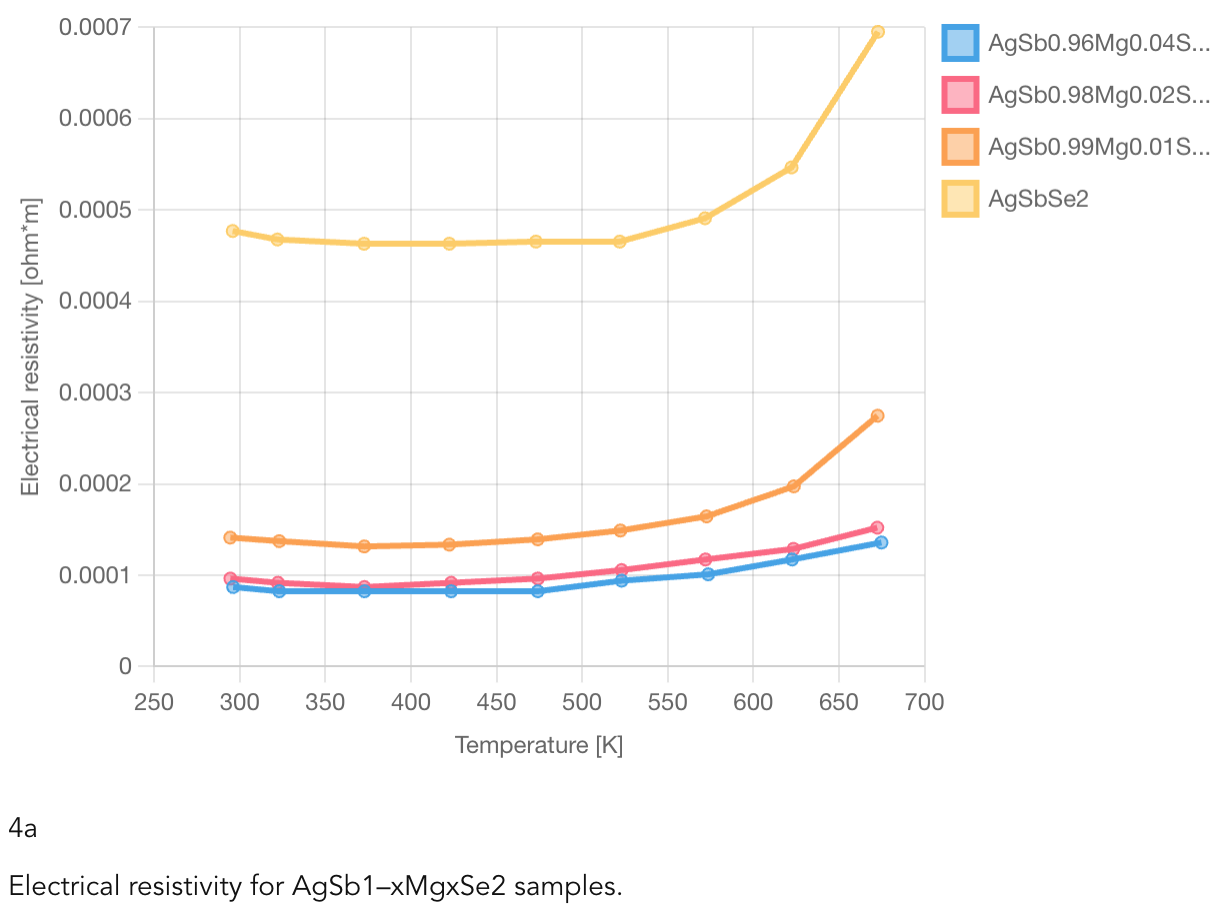 0.0007
0.0006
0.0005
0.0004
0.0003
0.0002
0.0001
0
Electrical resistivity [ohm*m]
250 300 350 400 450 500 550 600 650 700
Temperature [K]
AgSb0.96Mg0.04S...
AgSb0.98Mg0.02S...
AgSb0.99Mg0.01S...
AgSbSe2
4a
Electrical resistivity for AgSb1–xMgxSe2 samples.